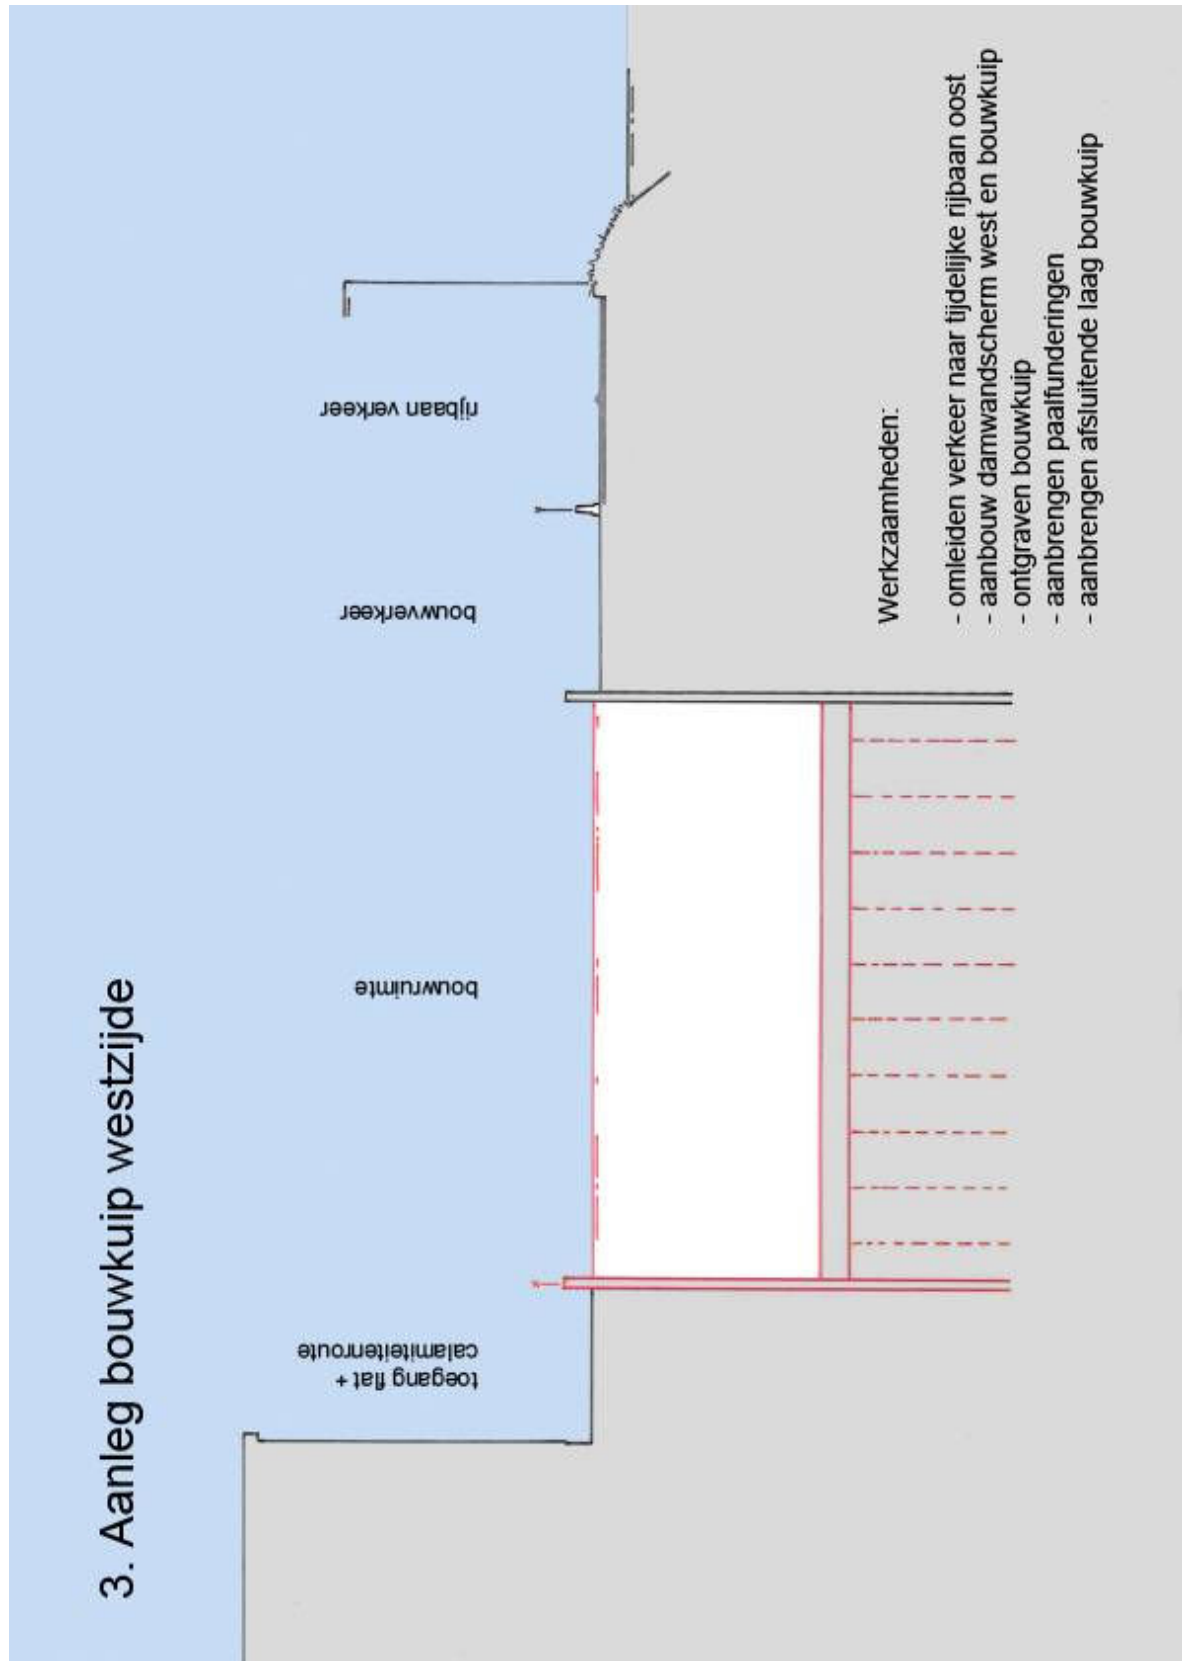 3. Aanleg bouwkuip westzijde
toegang flat +
calamiteitenroute
bouwruimte
bouwverkeer
rijbaan verkeer
Werkzaamheden:
- omleiden verkeer naar tijdelijke rijbaan oost
- aanbouw damwandscherm west en bouwkuip
- ontgraven bouwkuip
- aanbrengen paalfunderingen
- aanbrengen afsluitende laag bouwkuip